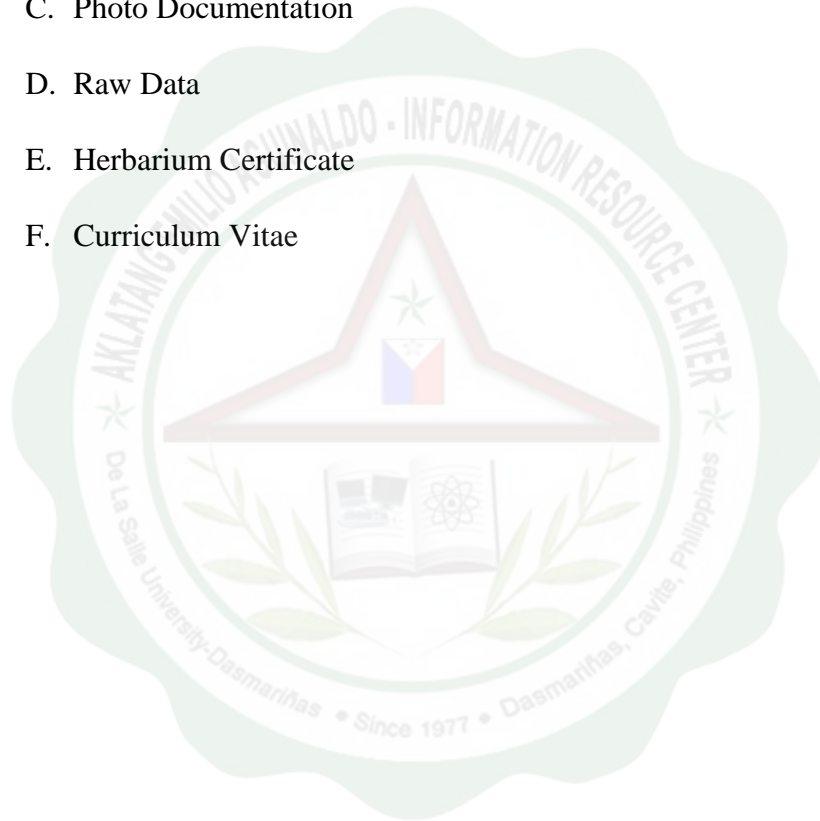 C. Photo Documentation
D. Raw Data
E. Herbarium Certificate
F. Curriculum Vitae
AKLATANG EMILIO AGUINALDO - INFORMATION RESOURCE CENTER
De La Salle University-Dasmariñas • Since 1977 • Dasmariñas, Cavite, Philippines